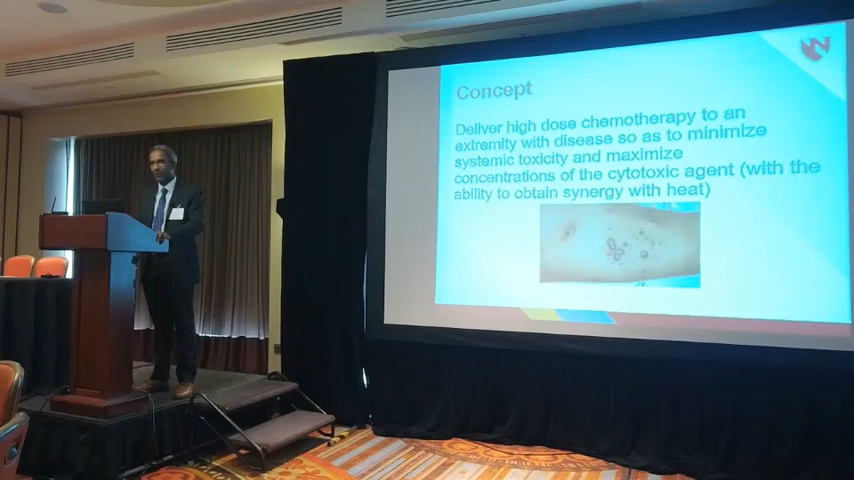 Concept
Deliver high dose chemotherapy to an
extremity with disease so as to minimize
systemic toxicity and maximize
concentrations of the cytotoxic agent (with the
ability to obtain synergy with heat)
N